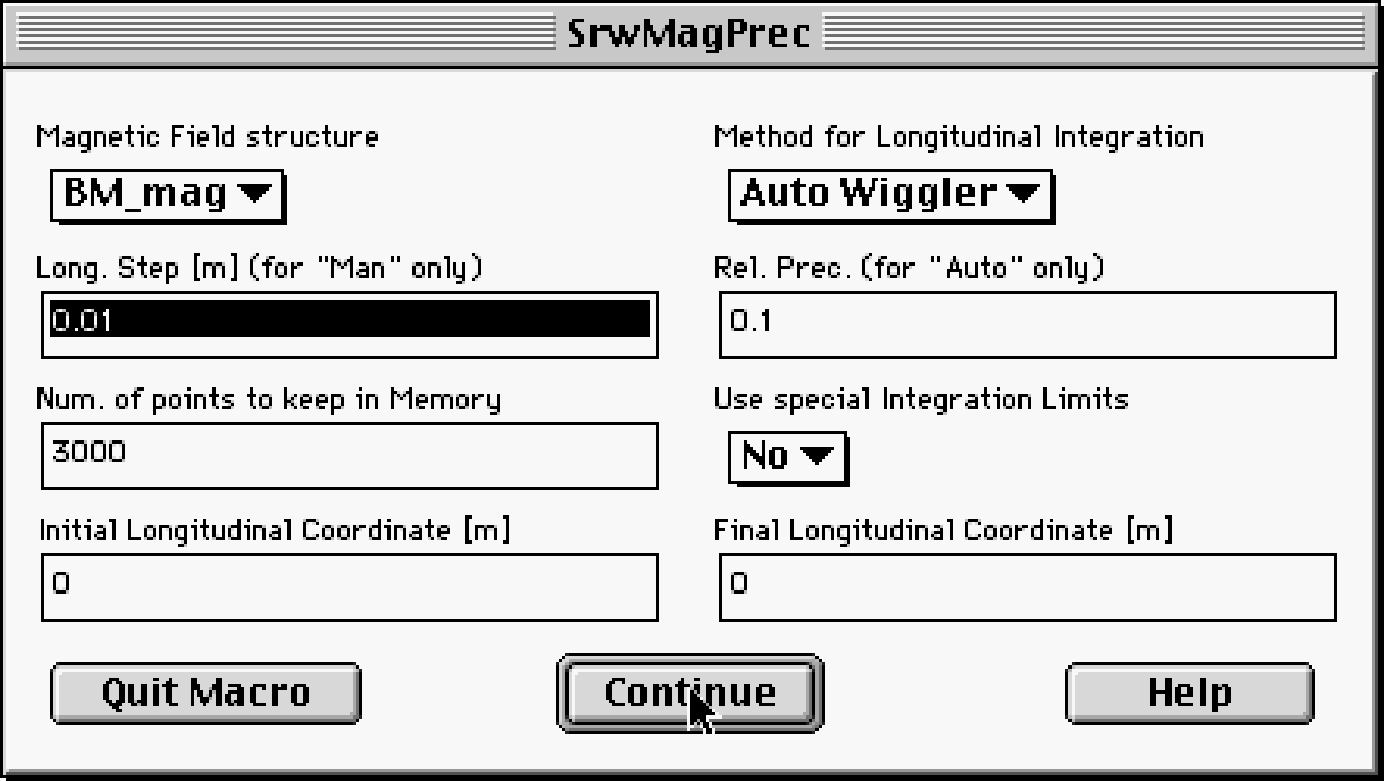 SrwMagPrec
Magnetic Field structure
Method for Longitudinal Integration
BM_mag
Auto Wiggler
Long. Step [m] (for "Man" only)
Rel. Prec. (for "Auto" only)
0.01
0.1
Num. of points to keep in Memory
Use special Integration Limits
3000
No
Initial Longitudinal Coordinate [m]
Final Longitudinal Coordinate [m]
0
0
Quit Macro
Continue
Help